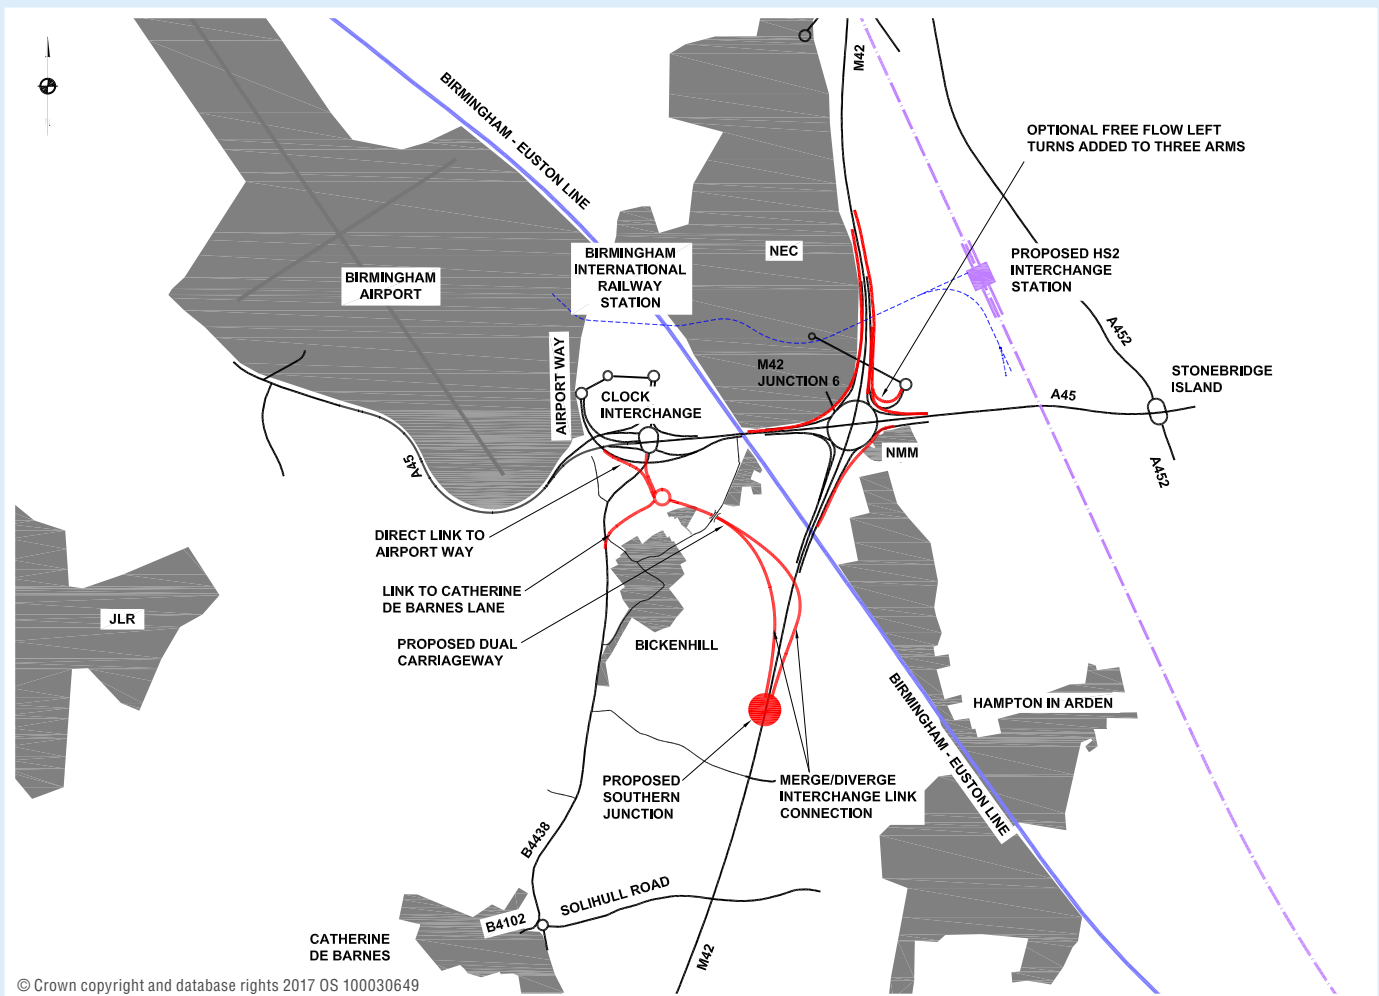 M42
BIRMINGHAM - EUSTON LINE
OPTIONAL FREE FLOW LEFT
TURNS ADDED TO THREE ARMS
NEC
BIRMINGHAM
INTERNATIONAL
RAILWAY
STATION
PROPOSED HS2
INTERCHANGE
STATION
BIRMINGHAM
AIRPORT
A452
AIRPORT WAY
M42
JUNCTION 6
STONEBRIDGE
ISLAND
CLOCK
INTERCHANGE
A45
A45
NMM
A452
DIRECT LINK TO
AIRPORT WAY
LINK TO CATHERINE
DE BARNES LANE
JLR
PROPOSED DUAL
CARRIAGEWAY
BICKENHILL
HAMPTON IN ARDEN
BIRMINGHAM - EUSTON LINE
PROPOSED
SOUTHERN
JUNCTION
MERGE/DIVERGE
INTERCHANGE LINK
CONNECTION
B4438
SOLIHULL ROAD
B4102
CATHERINE
DE BARNES
M42
© Crown copyright and database rights 2017 OS 100030649